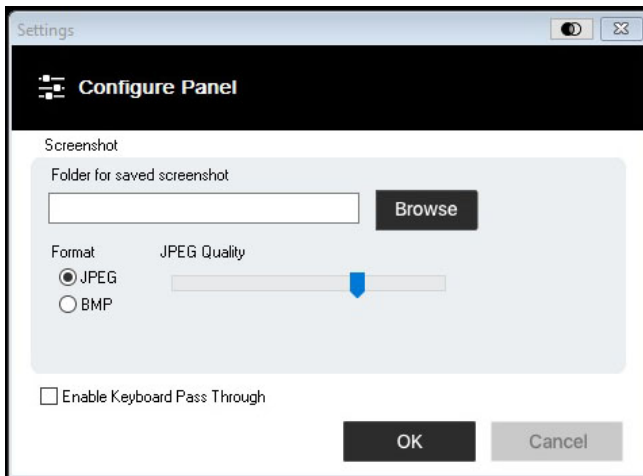 Settings
Configure Panel
Screenshot
Folder for saved screenshot
Browse
Format
JPEG Quality
JPEG
BMP
Enable Keyboard Pass Through
OK
Cancel